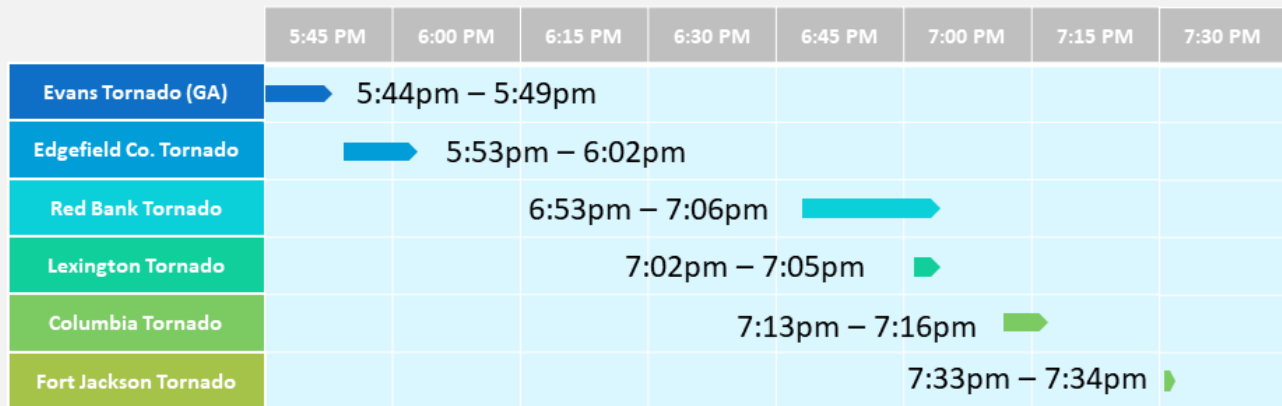 5:45 PM 6:00 PM 6:15 PM 6:30 PM 6:45 PM 7:00 PM 7:15 PM 7:30 PM
Evans Tornado (GA) 5:44pm – 5:49pm
Edgefield Co. Tornado 5:53pm – 6:02pm
Red Bank Tornado 6:53pm – 7:06pm
Lexington Tornado 7:02pm – 7:05pm
Columbia Tornado 7:13pm – 7:16pm
Fort Jackson Tornado 7:33pm – 7:34pm